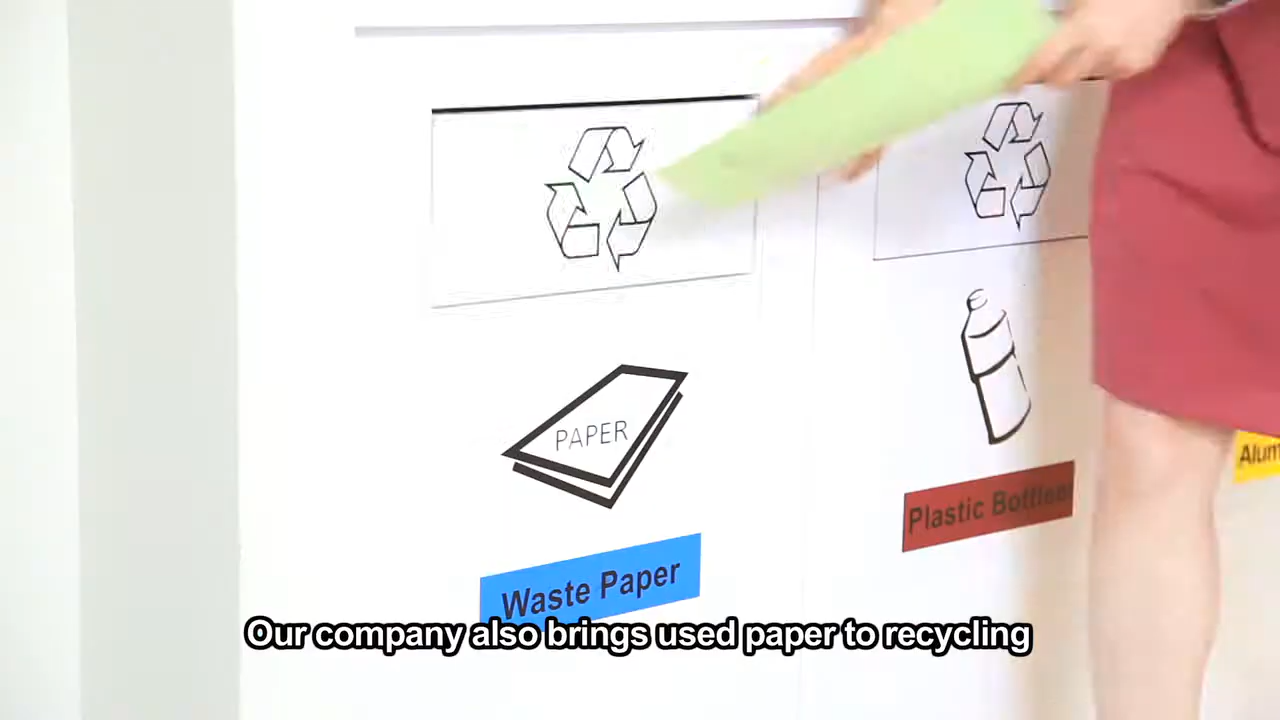 PAPER
Waste Paper
Plastic Bottles
Our company also brings used paper to recycling